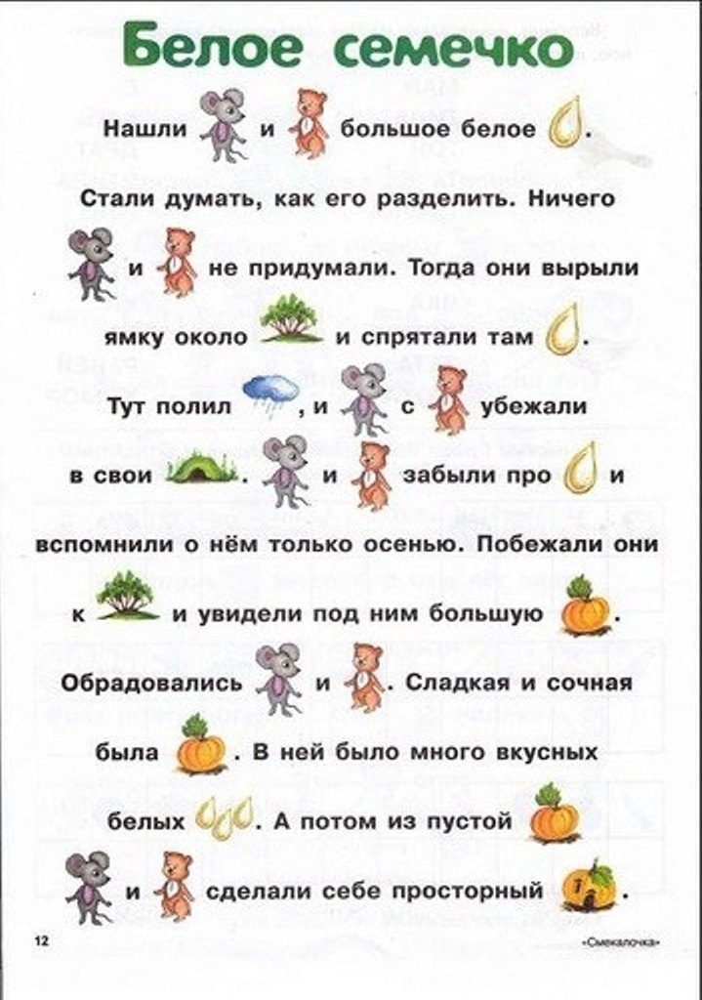 Белое семечко
Нашли и большое белое .
Стали думать, как его разделить. Ничего
и не придумали. Тогда они вырыли
ямку около и спрятали там .
Тут полил , и с убежали
в свои . и забыли про и
вспомнили о нём только осенью. Побежали они
к и увидели под ним большую .
Обрадовались и . Сладкая и сочная
была . В ней было много вкусных
белых . А потом из пустой
и сделали себе просторный .
12
«Смекалочка»